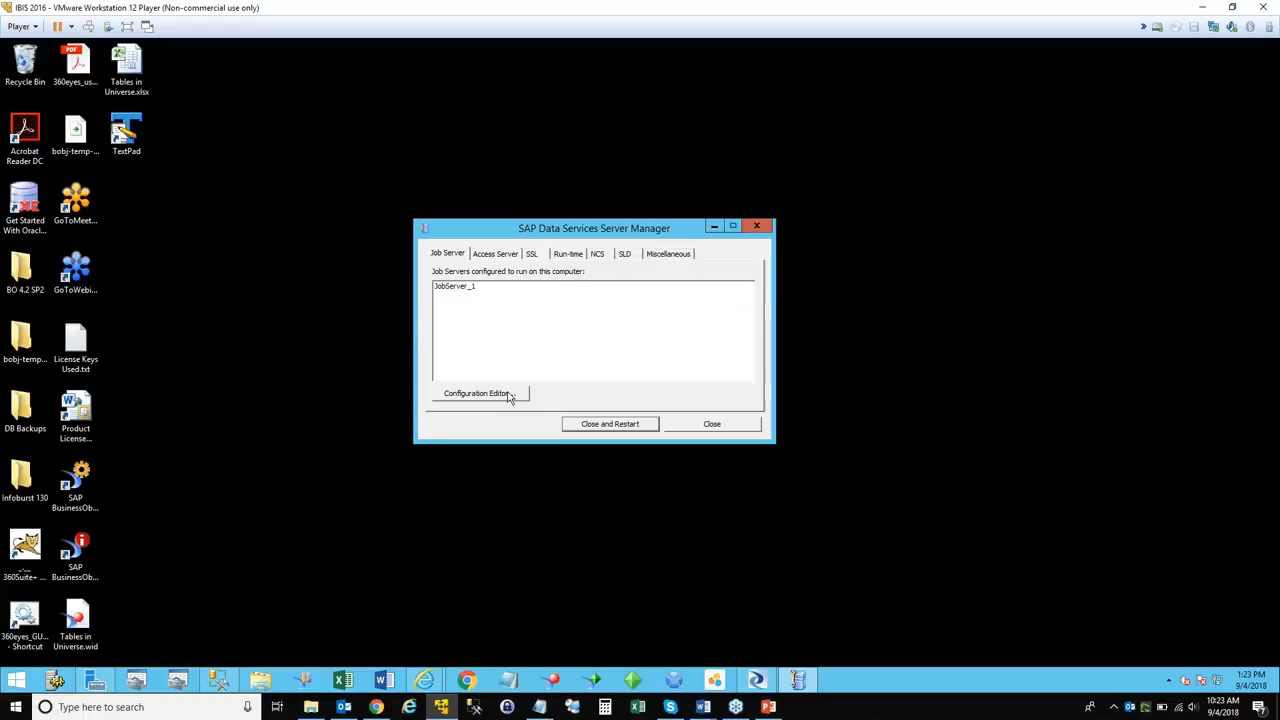 IBIS 2016 - VMware Workstation 12 Player (Non-commercial use only)
Player
Recycle Bin
360eyes_us...
Tables in
Universe.xlsx
Acrobat
Reader DC
bobj-temp-...
TextPad
Get Started
With Oracl...
GoToMeet...
BO 4.2 SP2
GoToWebi...
bobj-temp...
License Keys
Used.txt
DB Backups
Product
License...
Infoburst 130
SAP
BusinessOb...
360Suite+ ...
SAP
BusinessOb...
360eyes_GU...
- Shortcut
Tables in
Universe.wid
SAP Data Services Server Manager
Job Server
Access Server
SSL
Run-time
NCS
SLD
Miscellaneous
Job Servers configured to run on this computer:
JobServer_1
Configuration Editor...
Close and Restart
Close
1:23 PM
9/4/2018
Type here to search
10:23 AM
9/4/2018